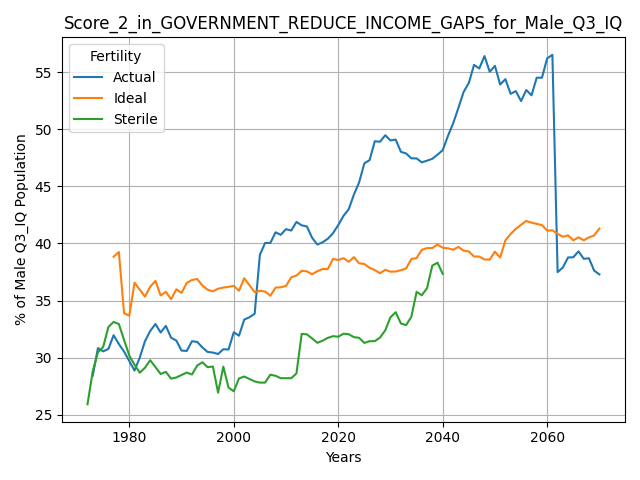 Score_2_in_GOVERNMENT_REDUCE_INCOME_GAPS_for_Male_Q3_IQ
Fertility
Actual
Ideal
Sterile
% of Male Q3_IQ Population
55
50
45
40
35
30
25
1980
2000
2020
2040
2060
Years